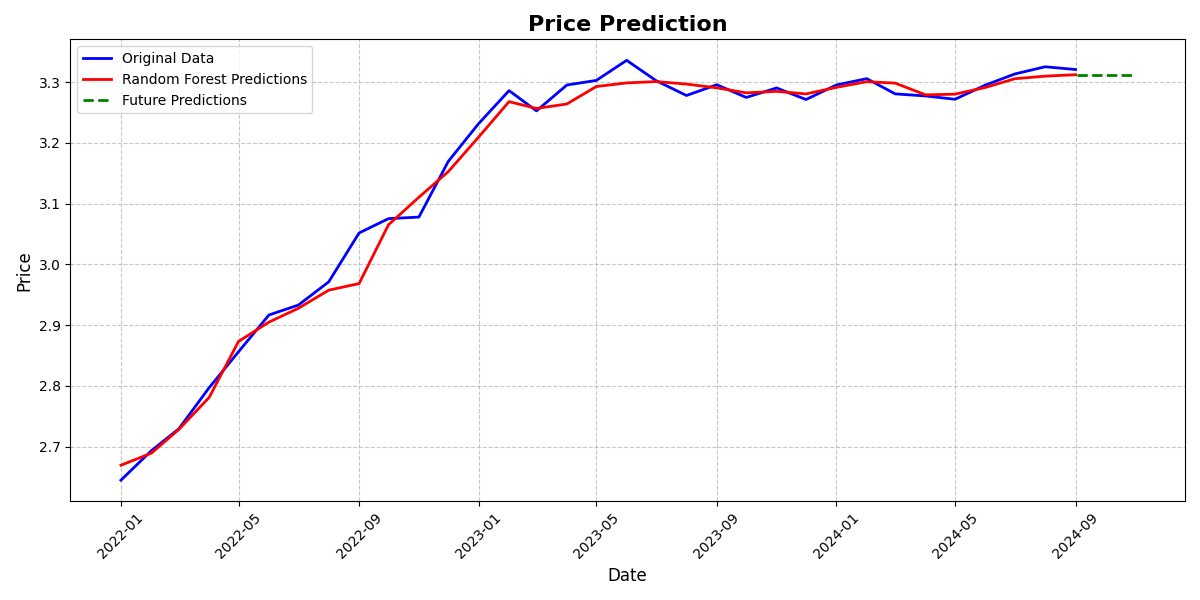 Price Prediction
Original Data
Random Forest Predictions
Future Predictions
Price
3.3
3.2
3.1
3.0
2.9
2.8
2.7
2022-01
2022-05
2022-09
2023-01
2023-05
2023-09
2024-01
2024-05
2024-09
Date